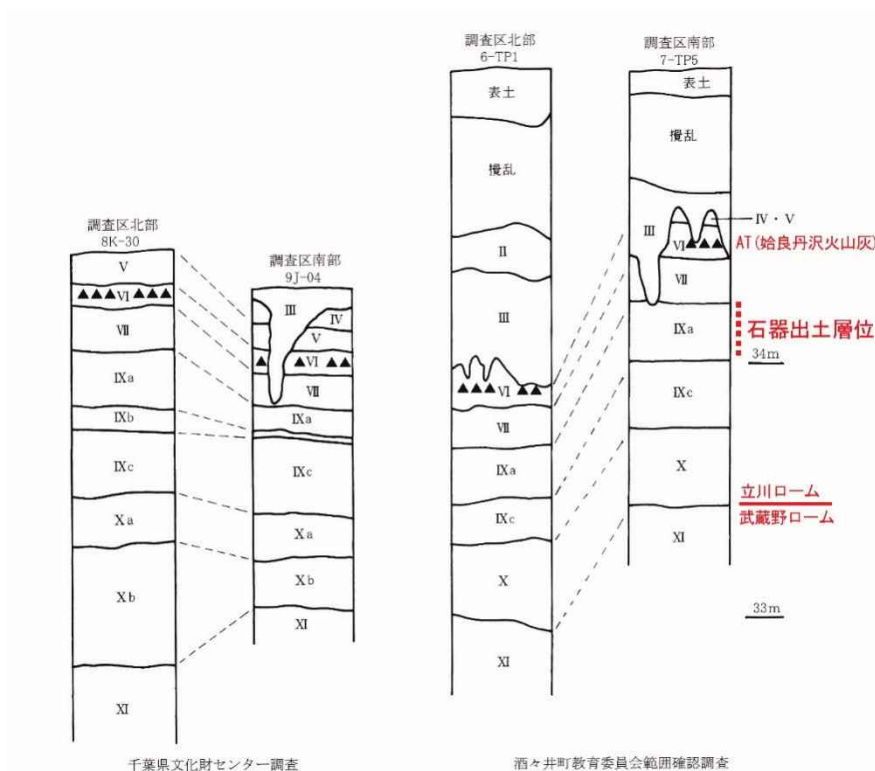 調査区北部
8K-30
V
VI
VII
IXa
IXb
IXc
Xa
Xb
XI
調査区南部
9J-04
III
IV
V
VI
VII
IXa
IXc
Xa
Xb
XI
千葉県文化財センター調査
調査区北部
6-TP1
表土
攪乱
II
III
VI
VII
IXa
IXc
X
XI
調査区南部
7-TP5
表土
攪乱
III
IV・V
VI
AT(姶良丹沢火山灰)
VII
IXa
石器出土層位
34m
IXc
X
立川ローム
武蔵野ローム
XI
33m
酒々井町教育委員会範囲確認調査